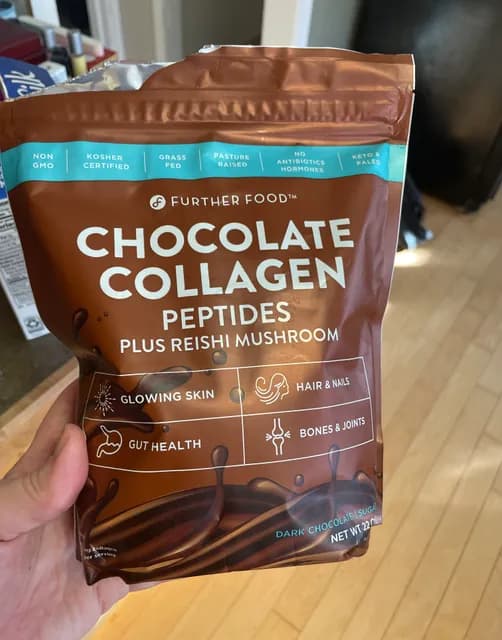 NON
GMO
KOSHER
CERTIFIED
GRASS
FED
PASTURE
RAISED
NO
ANTIBIOTICS
HORMONES
KETO &
PALEO
FURTHER FOOD™
CHOCOLATE
COLLAGEN
PEPTIDES
PLUS REISHI MUSHROOM
GLOWING SKIN
HAIR & NAILS
GUT HEALTH
BONES & JOINTS
DARK CHOCOLATE
NET WT 22